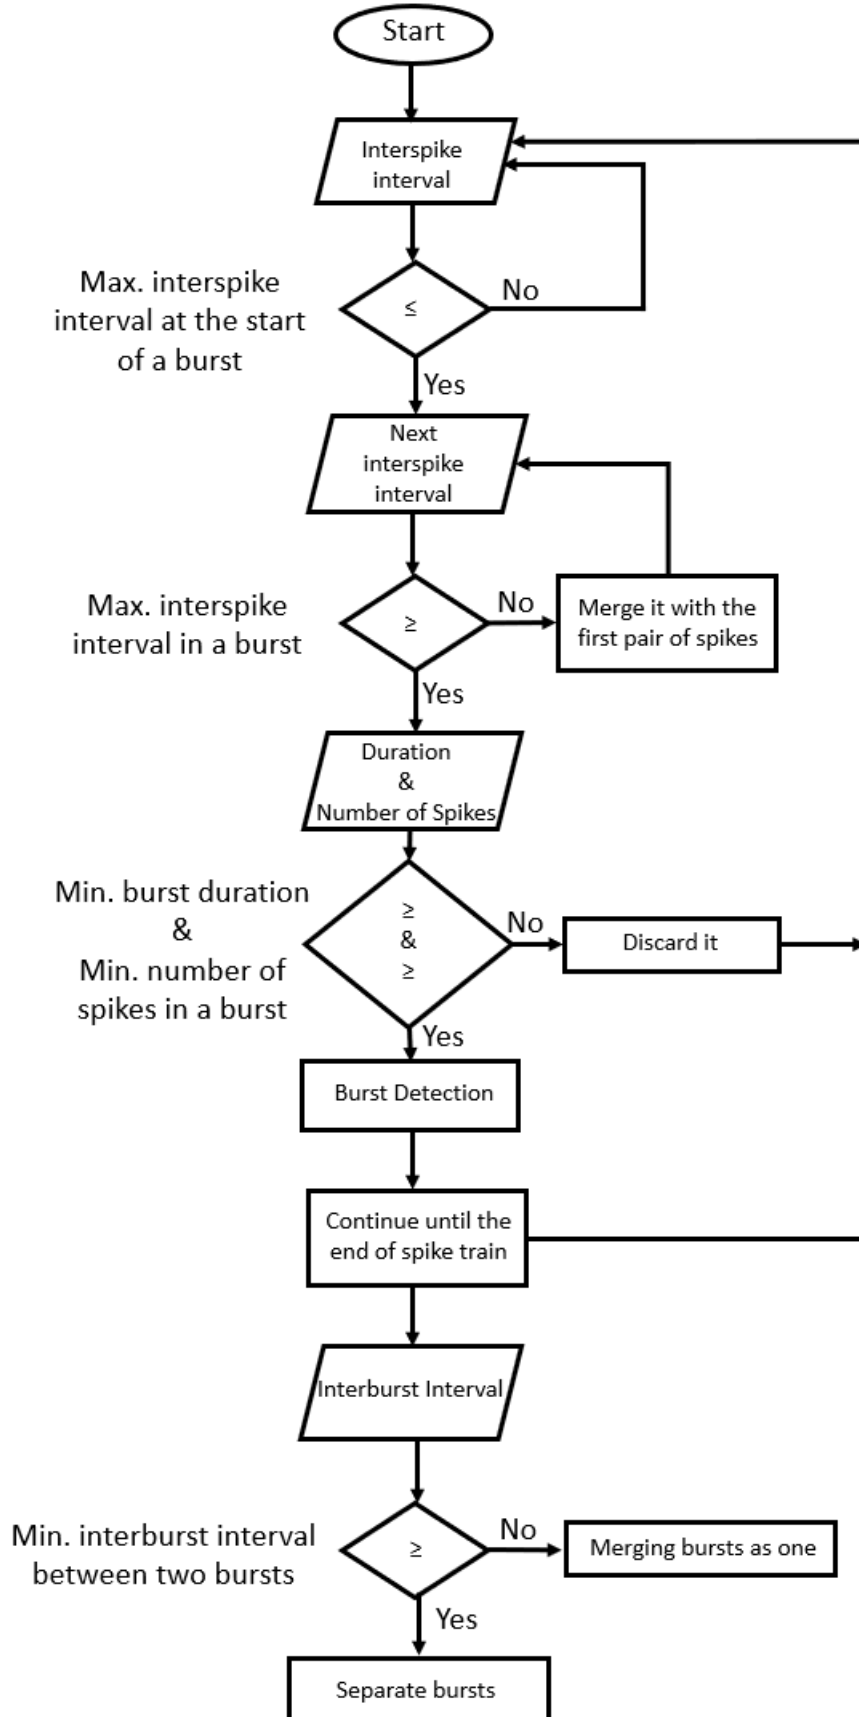 Start
Interspike
interval
Max. interspike
interval at the start
of a burst
≤
No
Yes
Next
interspike
interval
Max. interspike
interval in a burst
≥
No
Merge it with the
first pair of spikes
Yes
Duration
&
Number of Spikes
Min. burst duration
&
Min. number of
spikes in a burst
≥
&
≥
No
Discard it
Yes
Burst Detection
Continue until the
end of spike train
Interburst Interval
Min. interburst interval
between two bursts
≥
No
Merging bursts as one
Yes
Separate bursts